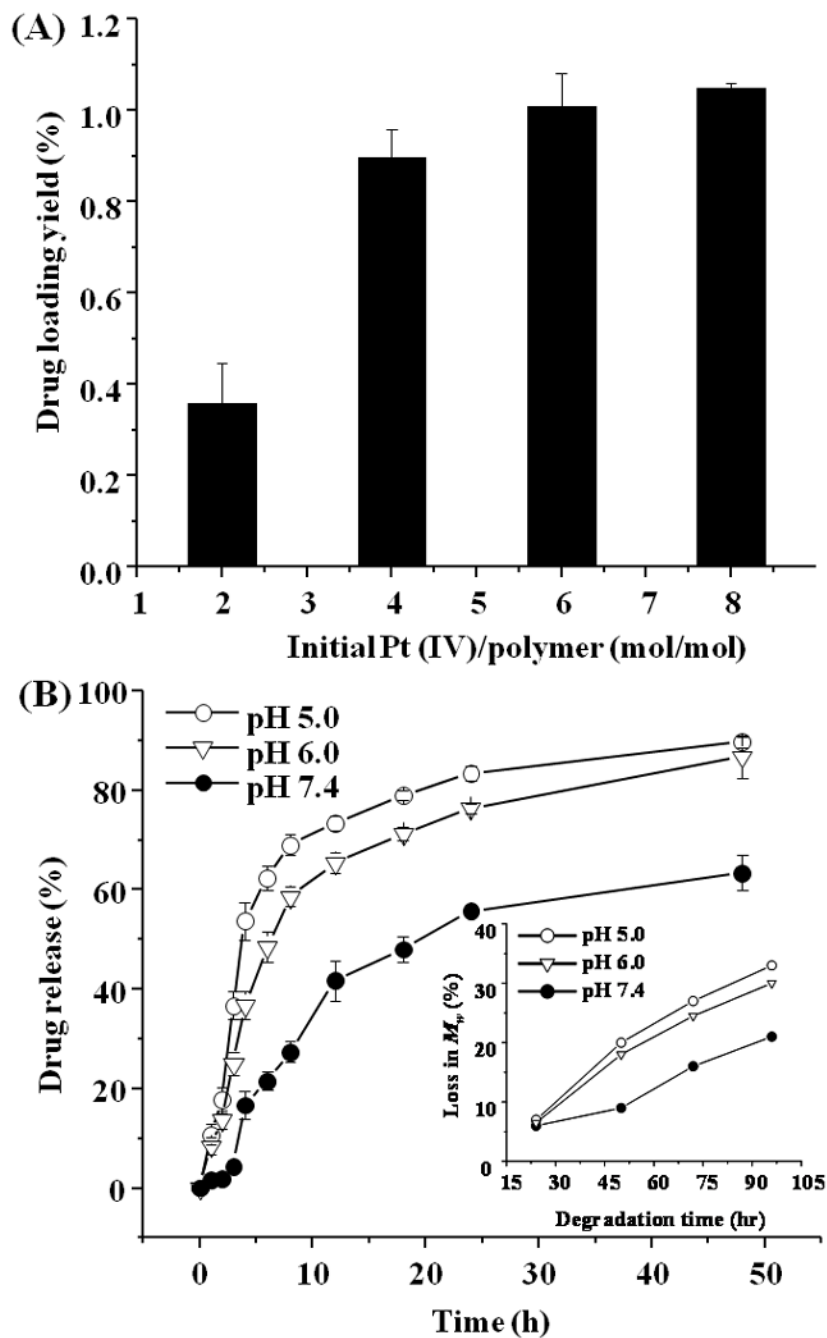 (A)
1.2
1.0
0.8
0.6
0.4
0.2
0.0
Drug loading yield (%)
1 2 3 4 5 6 7 8
Initial Pt (IV)/polymer (mol/mol)
(B)
100
80
60
40
20
0
Drug release (%)
pH 5.0
pH 6.0
pH 7.4
40
30
20
10
0
Loss in Mw (%)
pH 5.0
pH 6.0
pH 7.4
15 30 45 60 75 90 105
Degradation time (hr)
0 10 20 30 40 50
Time (h)